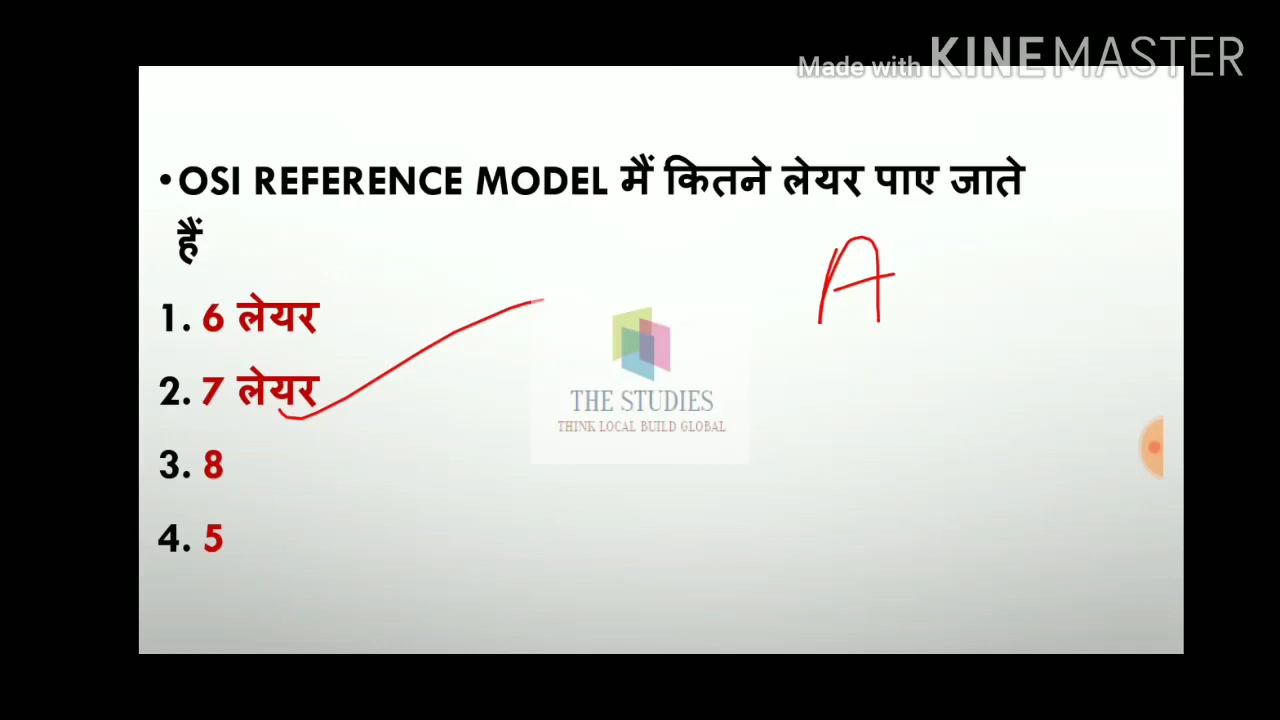 Made with KINEMASTER
•OSI REFERENCE MODEL मैं कितने लेयर पाए जाते
हैं
A
1. 6 लेयर
2. 7 लेयर
3. 8
4. 5
THE STUDIES
THINK LOCAL BUILD GLOBAL